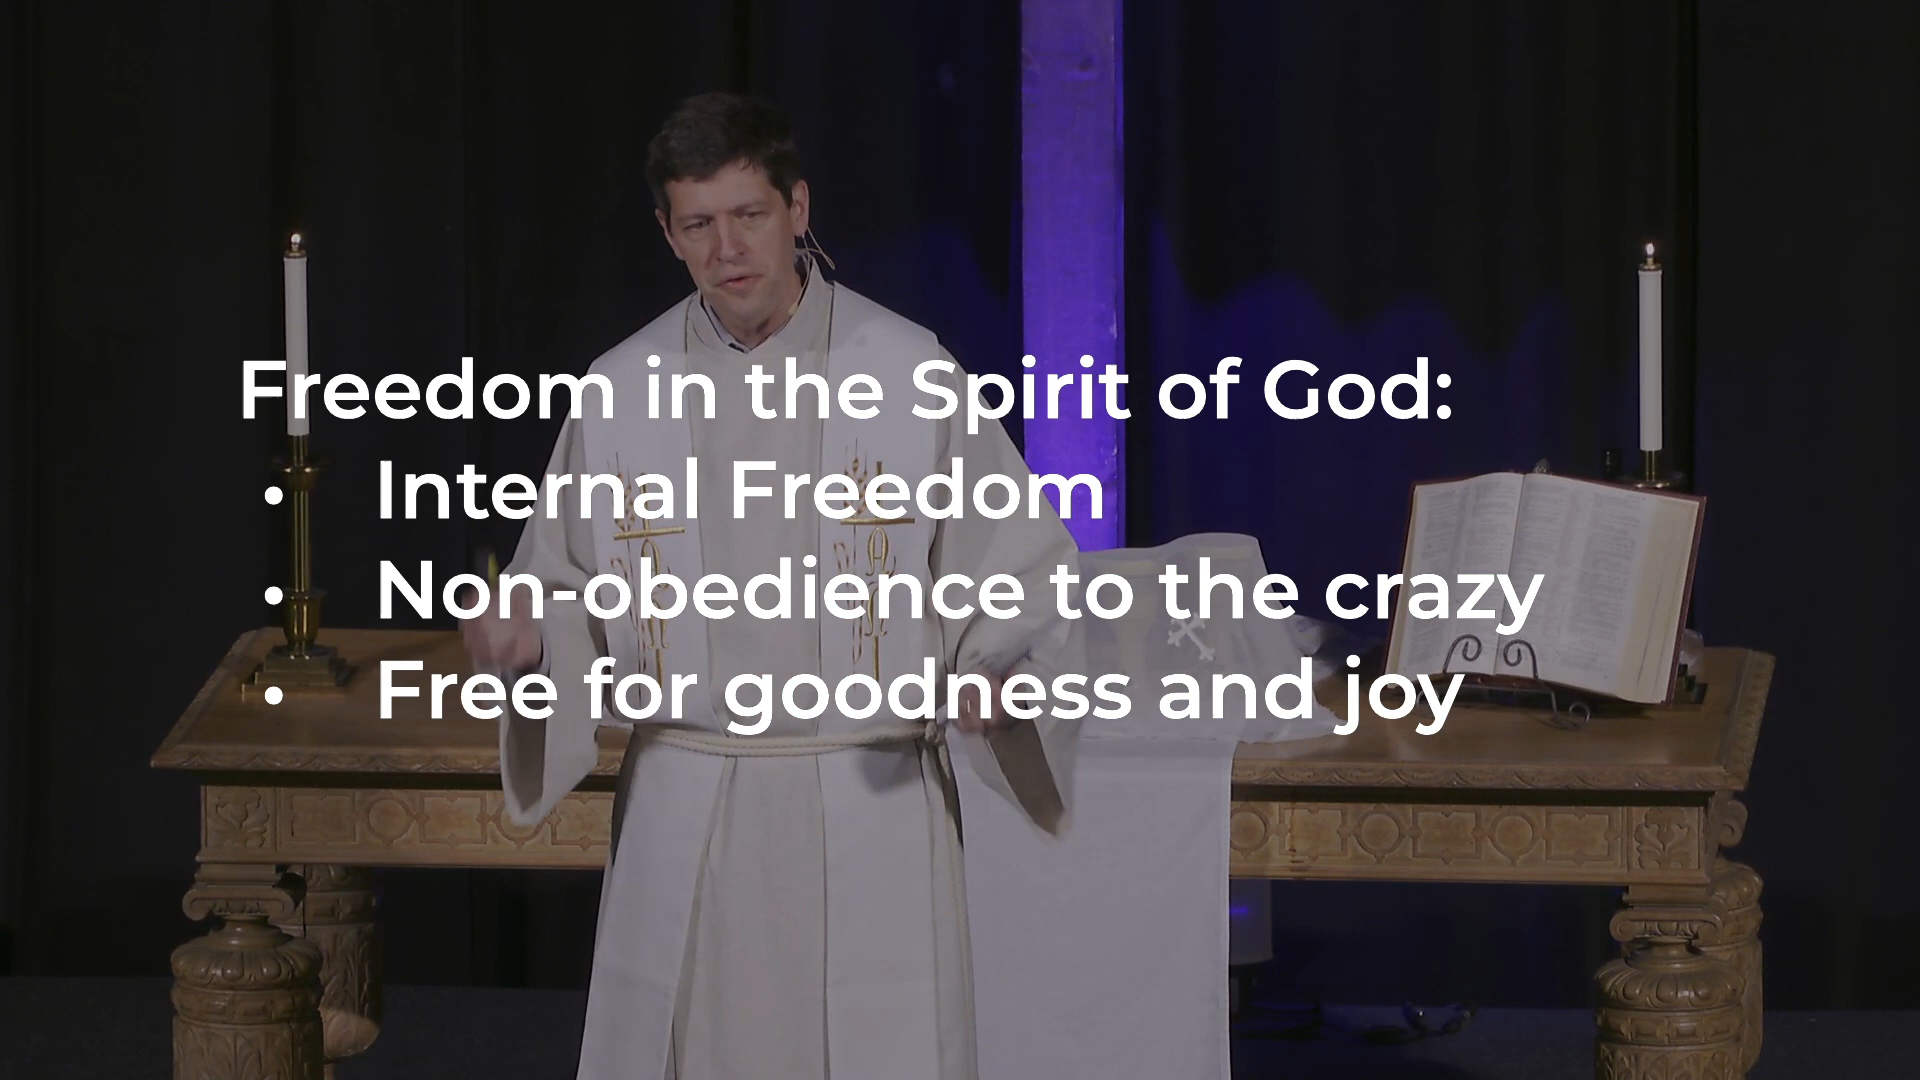 Freedom in the Spirit of God:
• Internal Freedom
• Non-obedience to the crazy
• Free for goodness and joy